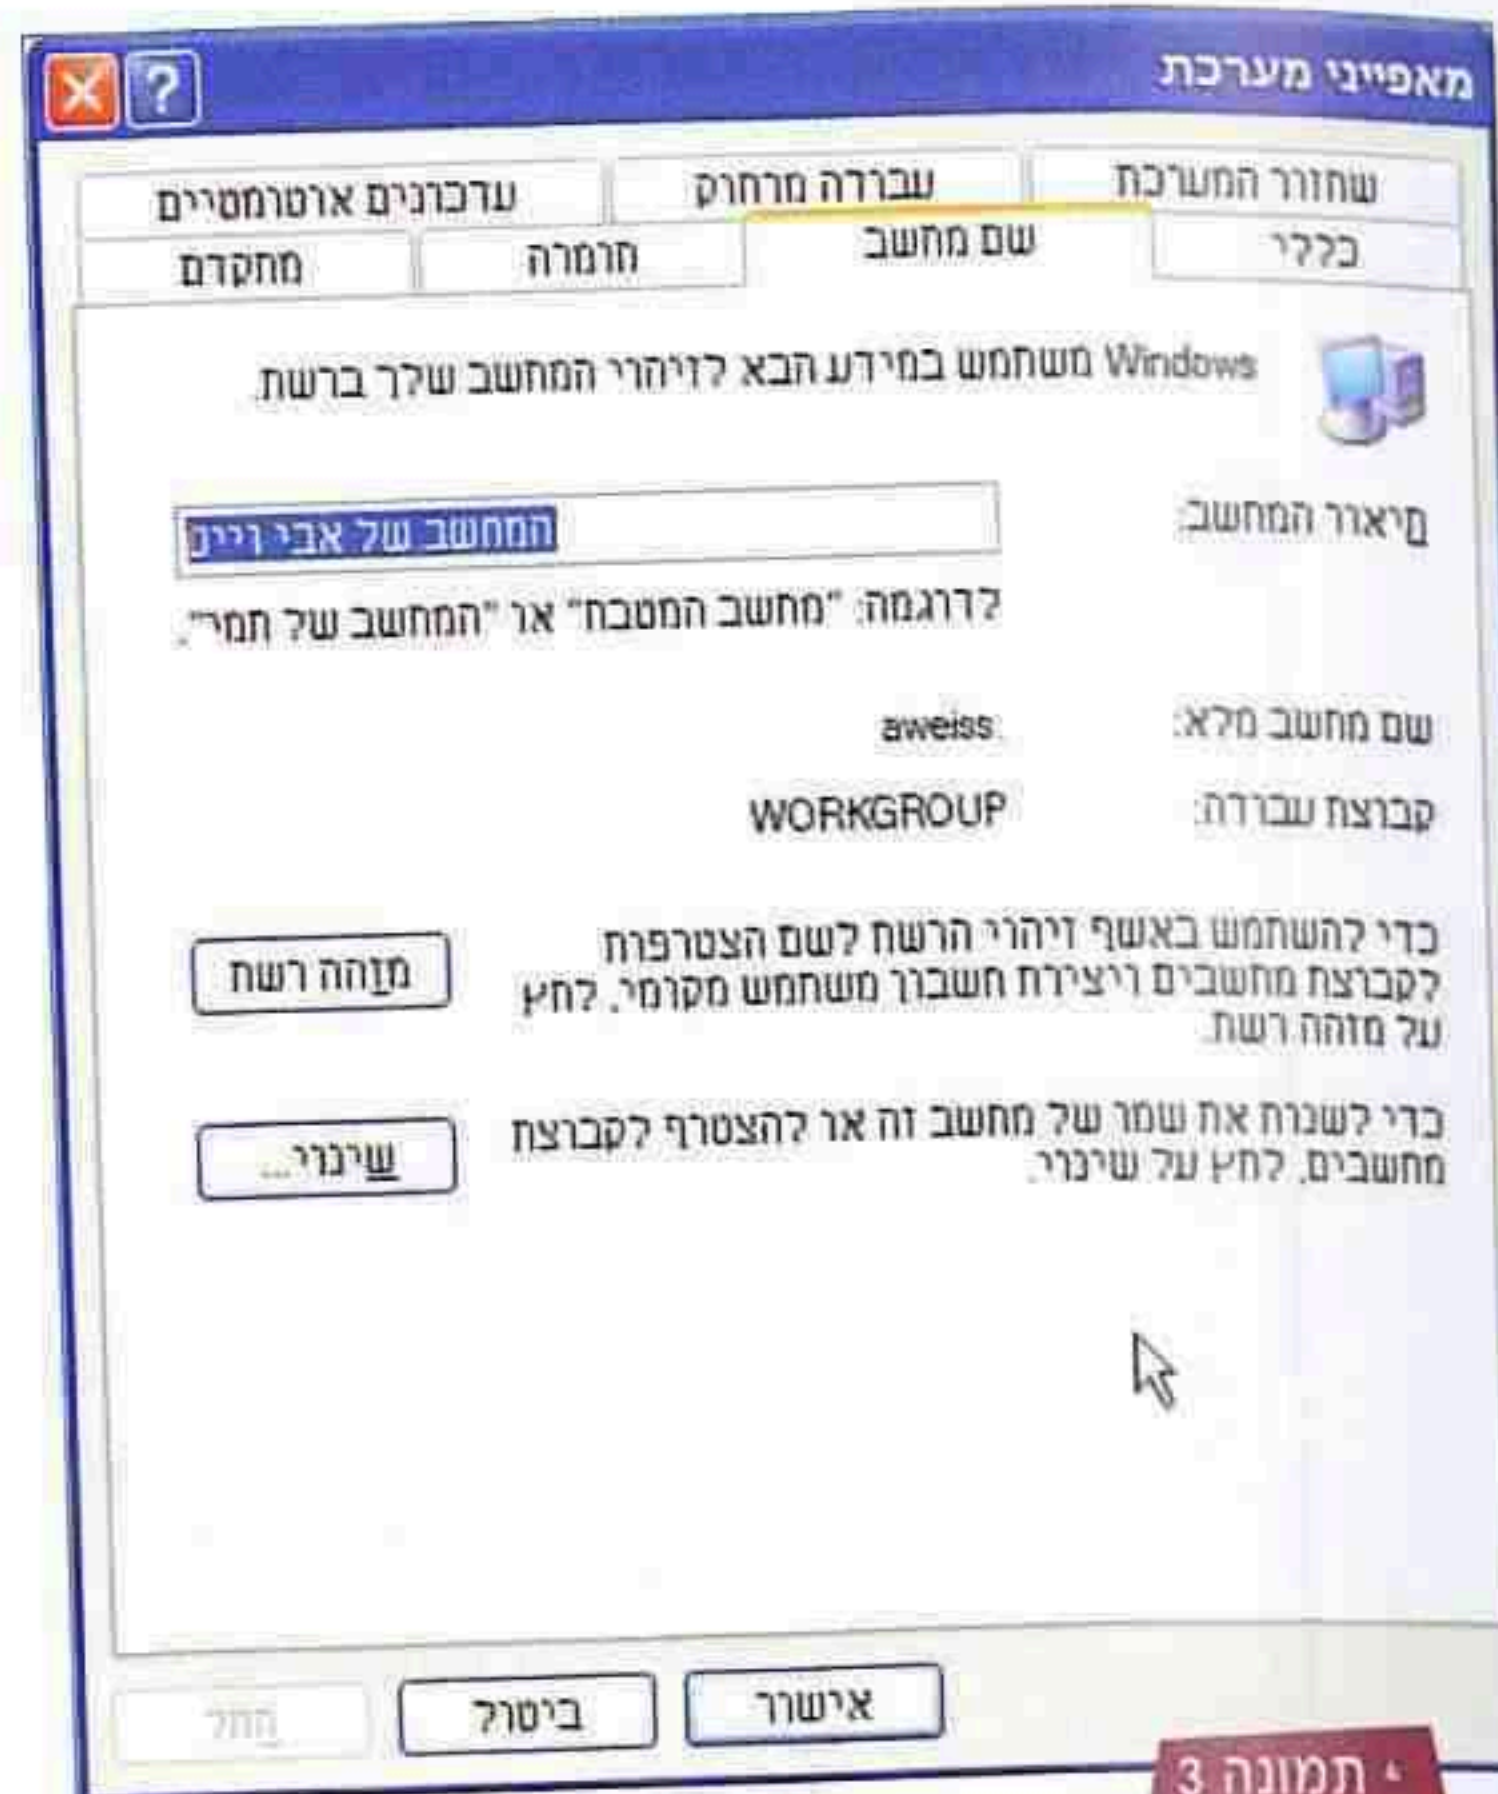 מאפייני מערכת
שחזור המערכת עבודה מרחוק עדכונים אוטומטיים
כללי שם מחשב חומרה מתקדם
Windows משתמש במידע הבא לזיהוי המחשב שלך ברשת.
תיאור המחשב: המחשב של אבי וייס
לדוגמה: "מחשב המטבח" או "המחשב של תמי".
שם מחשב מלא: aweiss.
קבוצת עבודה: WORKGROUP
כדי להשתמש באשף זיהוי הרשת לשם הצטרפות
לקבוצת מחשבים ויצירת חשבון משתמש מקומי, לחץ
על מזהה רשת.
מזהה רשת
כדי לשנות את שמו של מחשב זה או להצטרף לקבוצת
מחשבים, לחץ על שינוי.
שינוי...
אישור ביטול החל
תמונה 3